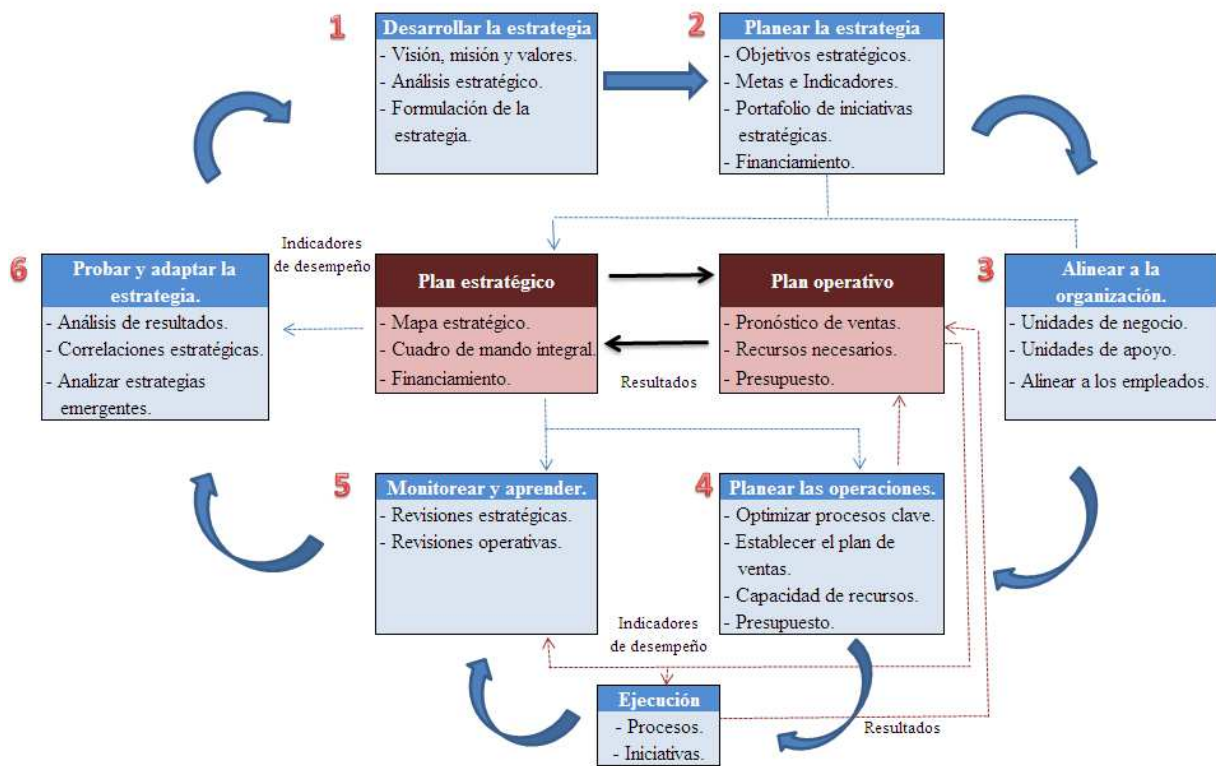 1
Desarrollar la estrategia
- Visión, misión y valores.
- Análisis estratégico.
- Formulación de la
estrategia.
2
Planear la estrategia
- Objetivos estratégicos.
- Metas e Indicadores.
- Portafolio de iniciativas
estratégicas.
- Financiamiento.
6
Probar y adaptar la
estrategia.
- Análisis de resultados.
- Correlaciones estratégicas.
- Analizar estrategias
emergentes.
Indicadores
de desempeño
Plan estratégico
- Mapa estratégico.
- Cuadro de mando integral.
- Financiamiento.
Resultados
Plan operativo
- Pronóstico de ventas.
- Recursos necesarios.
- Presupuesto.
3
Alinear a la
organización.
- Unidades de negocio.
- Unidades de apoyo.
- Alinear a los empleados.
5
Monitorear y aprender.
- Revisiones estratégicas.
- Revisiones operativas.
4
Planear las operaciones.
- Optimizar procesos clave.
- Establecer el plan de
ventas.
- Capacidad de recursos.
- Presupuesto.
Indicadores
de desempeño
Ejecución
- Procesos.
- Iniciativas.
Resultados